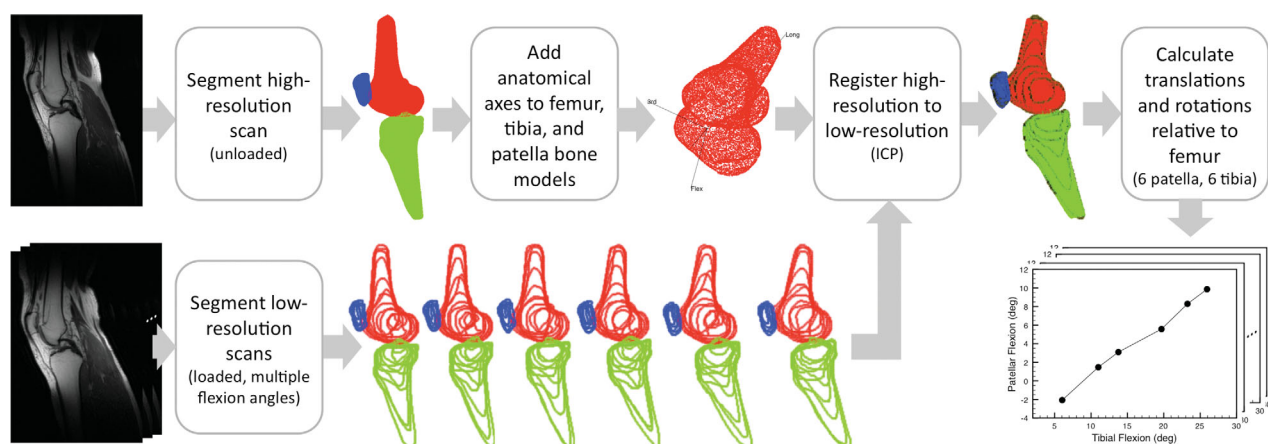 Segment high-
resolution
scan
(unloaded)
Add
anatomical
axes to femur,
tibia, and
patella bone
models
Long
Flex
Register high-
resolution to
low-resolution
(ICP)
Calculate
translations
and rotations
relative to
femur
(6 patella, 6 tibia)
Segment low-
resolution
scans
(loaded, multiple
flexion angles)
12
12
12
12
10
8
6
4
2
0
-2
-4
Patellar Flexion (deg)
5 10 15 20 25 30
Tibial Flexion (deg)
30